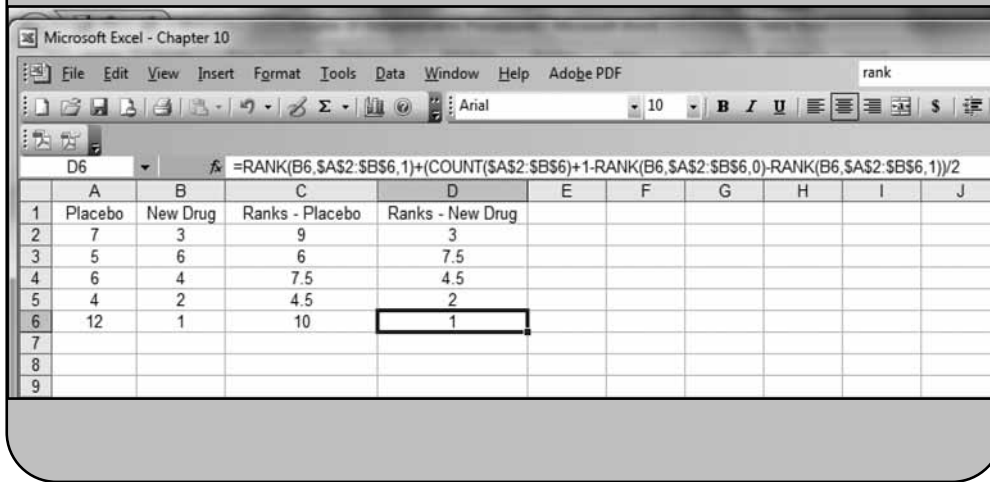 Microsoft Excel - Chapter 10
File Edit View Insert Format Tools Data Window Help Adobe PDF rank
Arial 10 B I U $
D6 fx =RANK(B6,$A$2:$B$6,1)+(COUNT($A$2:$B$6)+1-RANK(B6,$A$2:$B$6,0)-RANK(B6,$A$2:$B$6,1))/2
A B C D E F G H I J
1 Placebo New Drug Ranks - Placebo Ranks - New Drug
2 7 3 9 3
3 5 6 6 7.5
4 6 4 7.5 4.5
5 4 2 4.5 2
6 12 1 10 1
7
8
9